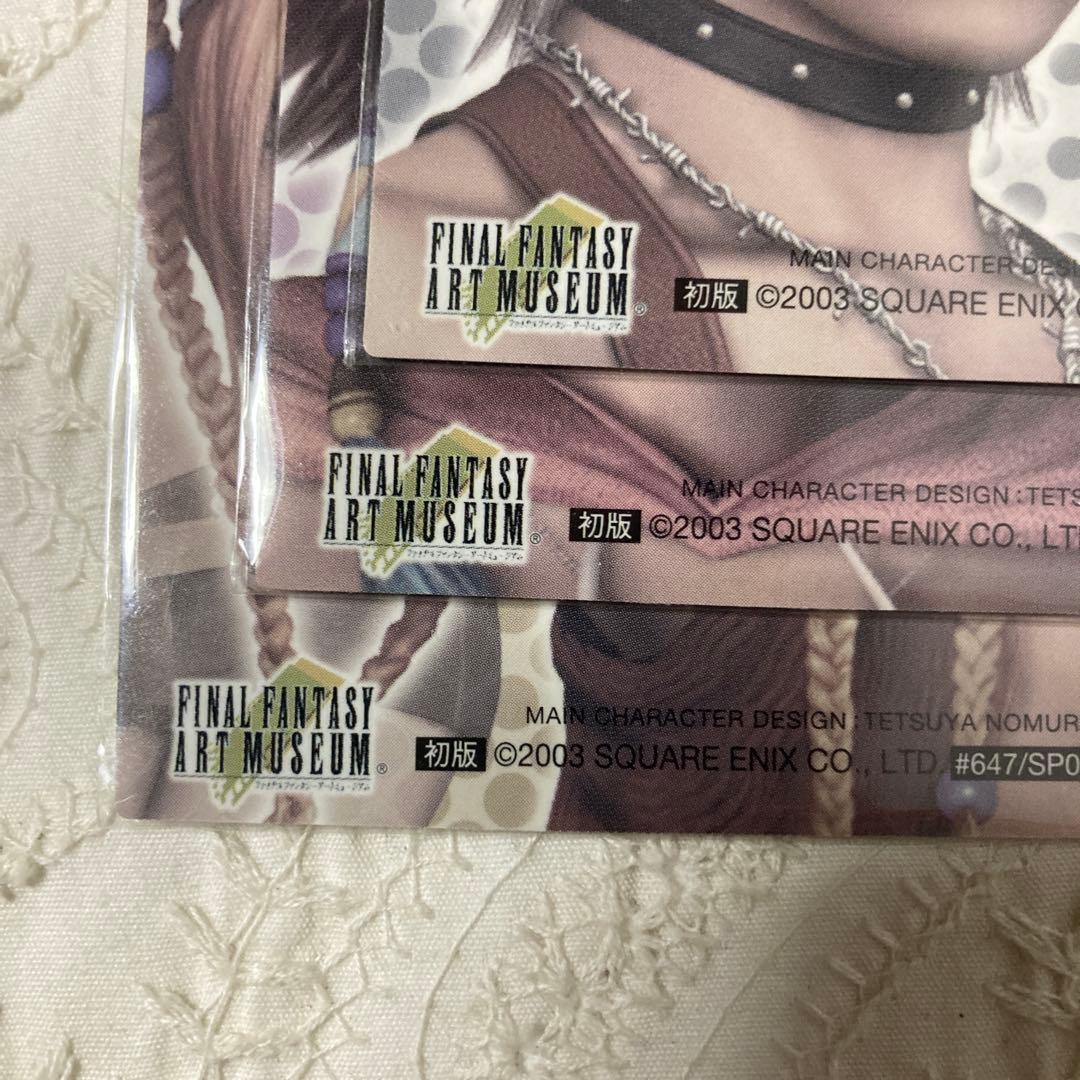 FINAL FANTASY
ART MUSEUM®
ファイナルファンタジー・アートミュージアム
MAIN CHARACTER DESI
初版 ©2003 SQUARE ENIX
FINAL FANTASY
ART MUSEUM®
ファイナルファンタジー・アートミュージアム
MAIN CHARACTER DESIGN : TETS
初版 ©2003 SQUARE ENIX CO., LTD
FINAL FANTASY
ART MUSEUM®
ファイナルファンタジー・アートミュージアム
MAIN CHARACTER DESIGN : TETSUYA NOMUR
初版 ©2003 SQUARE ENIX CO., LTD. #647/SP0